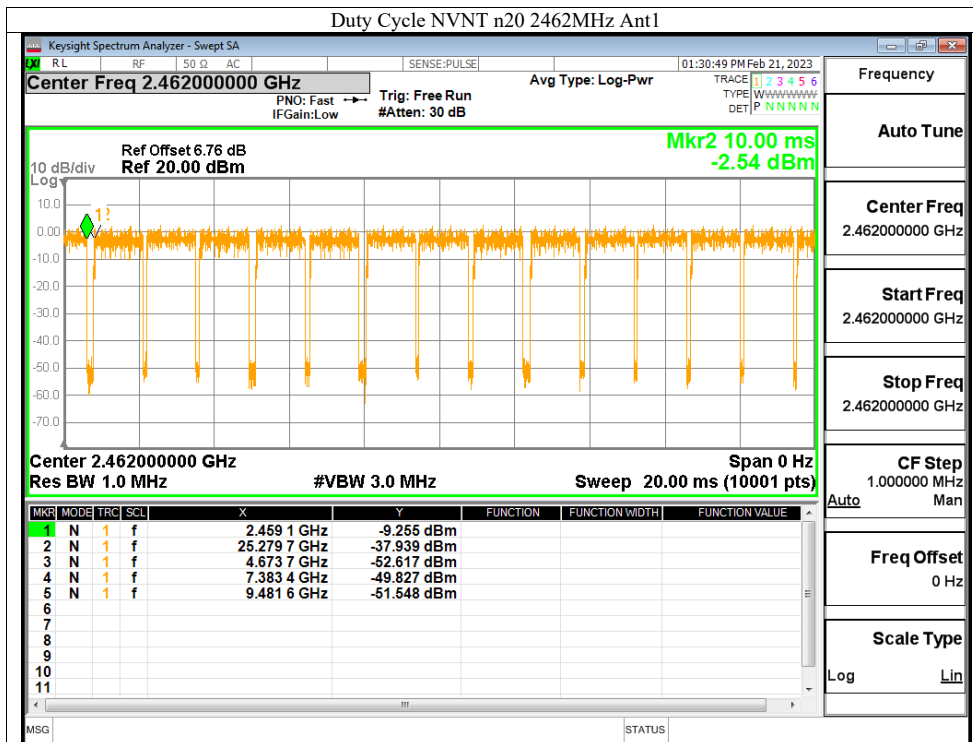 Duty Cycle NVNT n20 2462MHz Ant1
Keysight Spectrum Analyzer - Swept SA
LXI RL RF 50 Ω AC SENSE:PULSE 01:30:49 PM Feb 21, 2023
Center Freq 2.462000000 GHz
PNO: Fast
IFGain:Low
Trig: Free Run
#Atten: 30 dB
Avg Type: Log-Pwr
TRACE 1 2 3 4 5 6
TYPE WWWWWWW
DET P N N N N N
Mkr2 10.00 ms
-2.54 dBm
Ref Offset 6.76 dB
10 dB/div Ref 20.00 dBm
Log
10.0
0.00
-10.0
-20.0
-30.0
-40.0
-50.0
-60.0
-70.0
1
Center 2.462000000 GHz Span 0 Hz
Res BW 1.0 MHz #VBW 3.0 MHz Sweep 20.00 ms (10001 pts)
MKR MODE TRC SCL X Y FUNCTION FUNCTION WIDTH FUNCTION VALUE
1 N 1 f 2.459 1 GHz -9.255 dBm
2 N 1 f 25.279 7 GHz -37.939 dBm
3 N 1 f 4.673 7 GHz -52.617 dBm
4 N 1 f 7.383 4 GHz -49.827 dBm
5 N 1 f 9.481 6 GHz -51.548 dBm
6
7
8
9
10
11
MSG STATUS
Frequency
Auto Tune
Center Freq
2.462000000 GHz
Start Freq
2.462000000 GHz
Stop Freq
2.462000000 GHz
CF Step
1.000000 MHz
Auto Man
Freq Offset
0 Hz
Scale Type
Log Lin